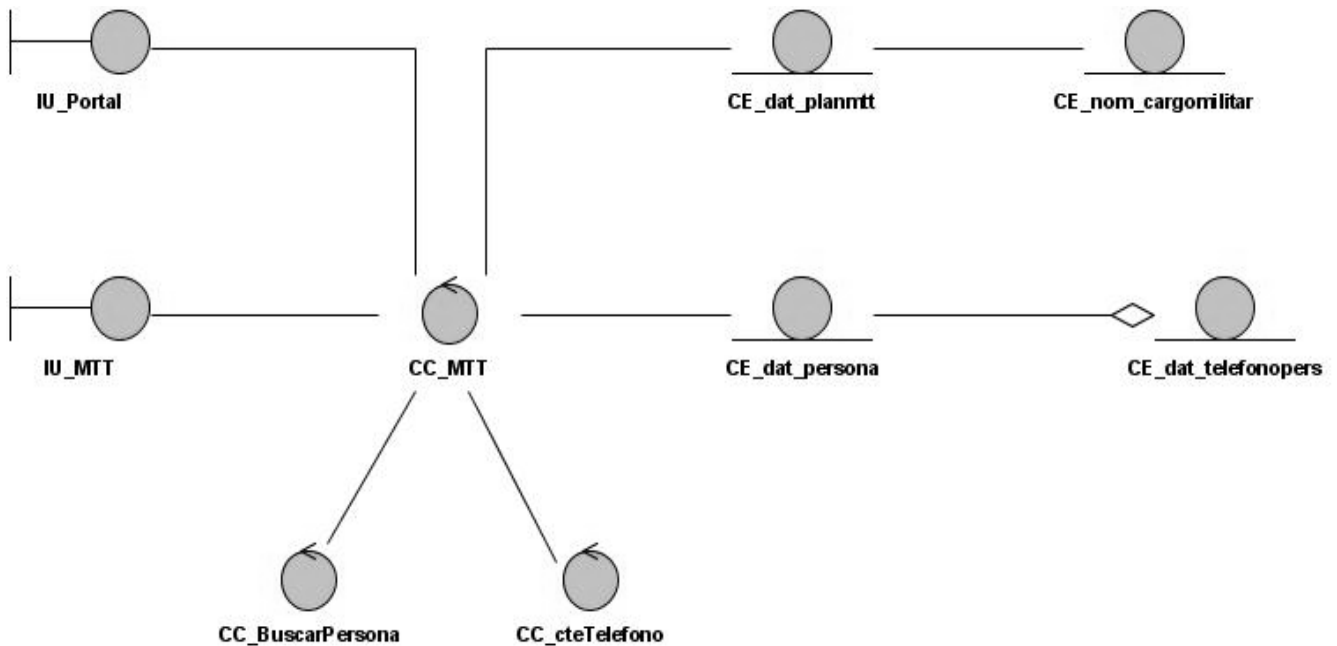 IU_Portal
CE_dat_planmtt
CE_nom_cargomilitar
IU_MTT
CC_MTT
CE_dat_persona
CE_dat_telefonopers
CC_BuscarPersona
CC_cteTelefono